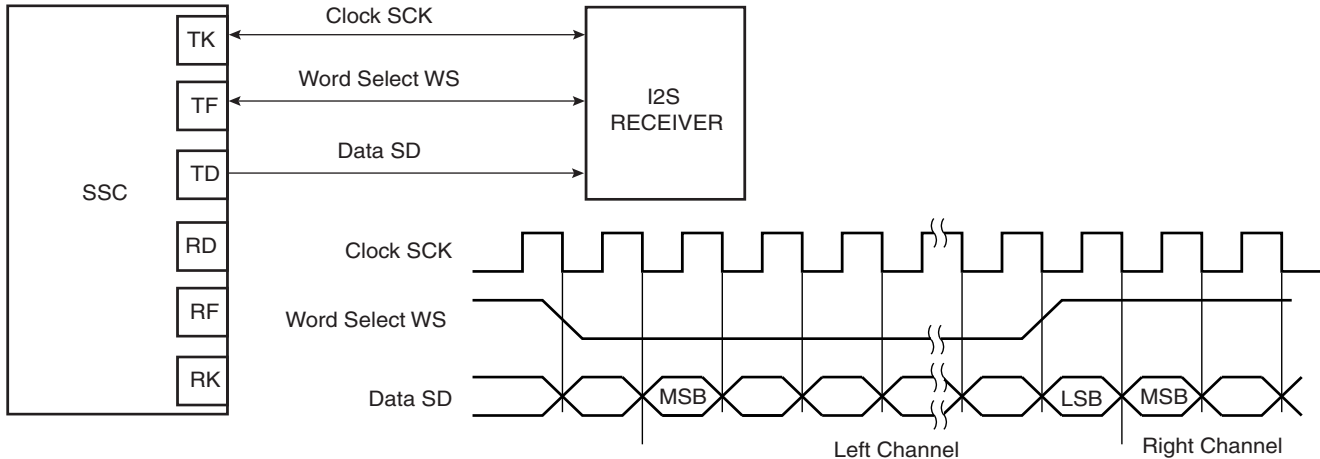 SSC
TK
TF
TD
RD
RF
RK
Clock SCK
Word Select WS
Data SD
I2S
RECEIVER
Clock SCK
Word Select WS
Data SD
MSB
LSB
MSB
Left Channel
Right Channel